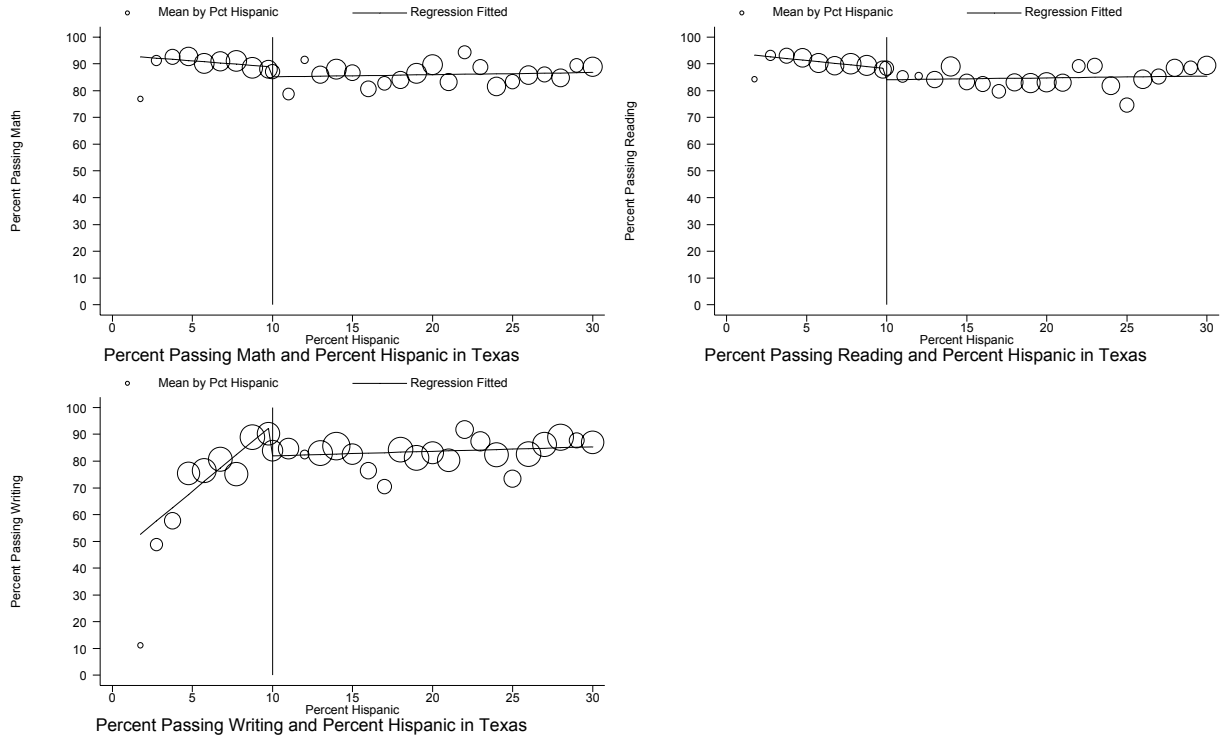 Mean by Pct Hispanic Regression Fitted
Percent Passing Math
100
90
80
70
60
50
40
30
20
10
0
0 5 10 15 20 25 30
Percent Hispanic
Percent Passing Math and Percent Hispanic in Texas
Mean by Pct Hispanic Regression Fitted
Percent Passing Reading
100
90
80
70
60
50
40
30
20
10
0
0 5 10 15 20 25 30
Percent Hispanic
Percent Passing Reading and Percent Hispanic in Texas
Mean by Pct Hispanic Regression Fitted
Percent Passing Writing
100
90
80
70
60
50
40
30
20
10
0
0 5 10 15 20 25 30
Percent Hispanic
Percent Passing Writing and Percent Hispanic in Texas